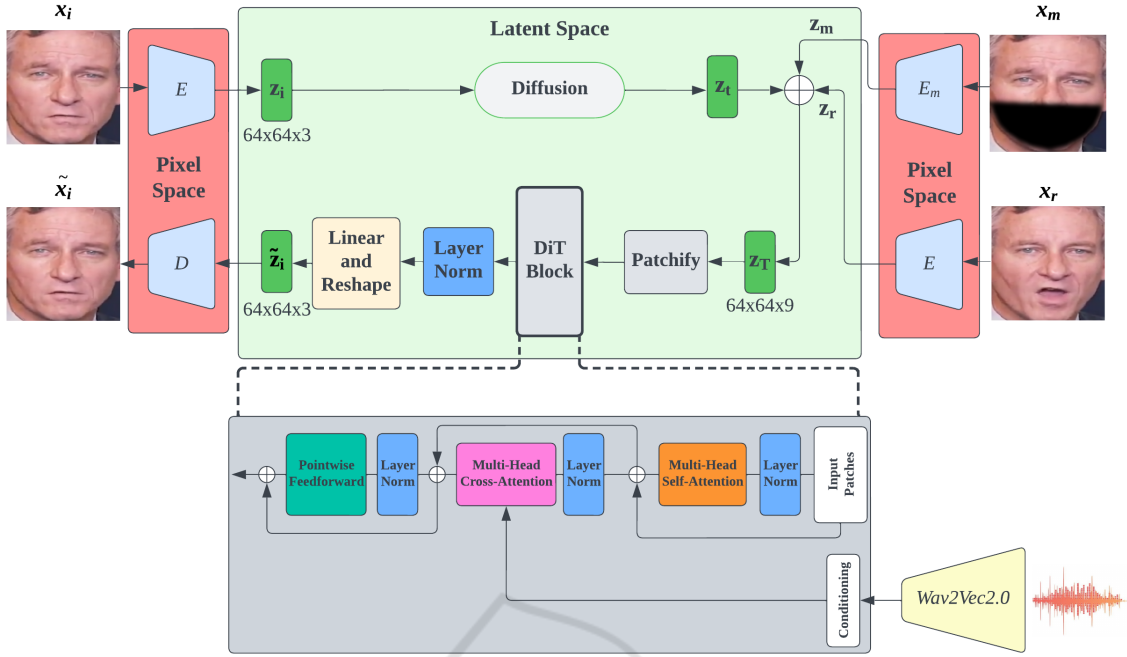 x_i
x_m
Latent Space
z_m
E
z_i
Diffusion
z_t
E_m
z_r
64x64x3
Pixel
Space
Pixel
Space
x̃_i
x_r
D
z̃_i
Linear
and
Reshape
Layer
Norm
DiT
Block
Patchify
z_T
E
64x64x3
64x64x9
Pointwise
Feedforward
Layer
Norm
Multi-Head
Cross-Attention
Layer
Norm
Multi-Head
Self-Attention
Layer
Norm
Input
Patches
Conditioning
Wav2Vec2.0